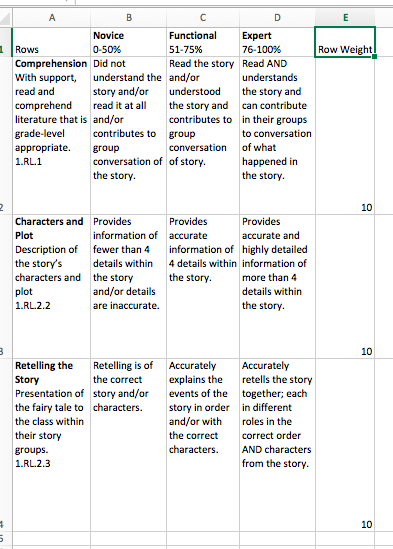 A B C D E
1 Rows Novice 0-50% Functional 51-75% Expert 76-100% Row Weight
Comprehension
With support,
read and
comprehend
literature that is
grade-level
appropriate.
1.RL.1
Did not
understand the
story and/or
read it at all
and/or
contributes to
group
conversation of
the story.
Read the story
and/or
understood
the story and
contributes to
group
conversation
of story.
Read AND
understands
the story and
can contribute
in their groups
to conversation
of what
happened in
the story.
2 10
Characters and
Plot
Description of
the story's
characters and
plot
1.RL.2.2
Provides
information of
fewer than 4
details within
the story
and/or details
are inaccurate.
Provides
accurate
information of
4 details within
the story.
Provides
accurate and
highly detailed
information of
more than 4
details within
the story.
3 10
Retelling the
Story
Presentation of
the fairy tale to
the class within
their story
groups.
1.RL.2.3
Retelling is of
the correct
story and/or
characters.
Accurately
explains the
events of the
story in order
and/or with
the correct
characters.
Accurately
retells the story
together; each
in different
roles in the
correct order
AND characters
from the story.
4 10
5